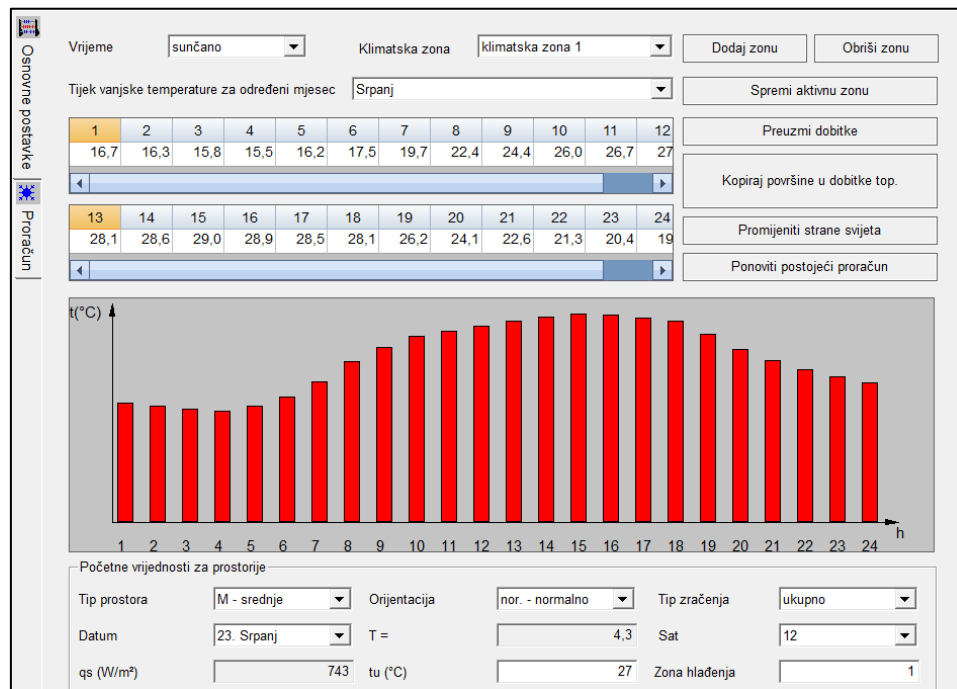 Osnovne postavke
Proračun
Vrijeme sunčano Klimatska zona klimatska zona 1 Dodaj zonu Obriši zonu
Tijek vanjske temperature za određeni mjesec Srpanj Spremi aktivnu zonu
1 2 3 4 5 6 7 8 9 10 11 12 Preuzmi dobitke
16,7 16,3 15,8 15,5 16,2 17,5 19,7 22,4 24,4 26,0 26,7 27
Kopiraj površine u dobitke top.
13 14 15 16 17 18 19 20 21 22 23 24 Promijeniti strane svijeta
28,1 28,6 29,0 28,9 28,5 28,1 26,2 24,1 22,6 21,3 20,4 19
Ponoviti postojeći proračun
t(°C)
h
1 2 3 4 5 6 7 8 9 10 11 12 13 14 15 16 17 18 19 20 21 22 23 24
Početne vrijednosti za prostorije
Tip prostora M - srednje Orijentacija nor. - normalno Tip zračenja ukupno
Datum 23. Srpanj T = 4,3 Sat 12
qs (W/m²) 743 tu (°C) 27 Zona hlađenja 1